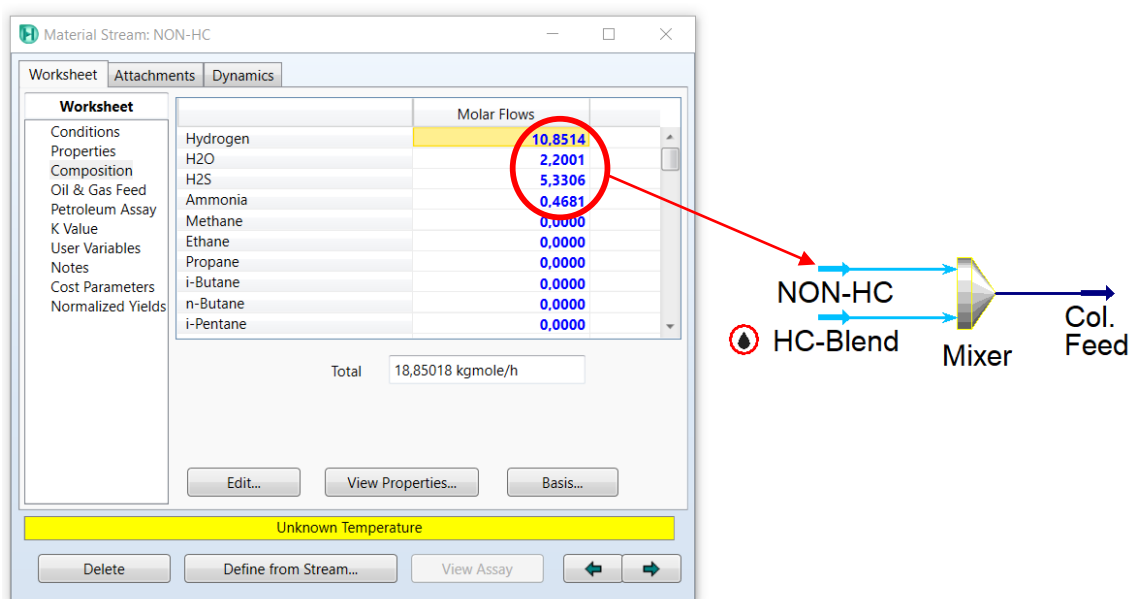 Material Stream: NON-HC
Worksheet Attachments Dynamics
Worksheet
Conditions
Properties
Composition
Oil & Gas Feed
Petroleum Assay
K Value
User Variables
Notes
Cost Parameters
Normalized Yields
Molar Flows
Hydrogen 10,8514
H2O 2,2001
H2S 5,3306
Ammonia 0,4681
Methane 0,0000
Ethane 0,0000
Propane 0,0000
i-Butane 0,0000
n-Butane 0,0000
i-Pentane 0,0000
Total 18,85018 kgmole/h
Edit... View Properties... Basis...
Unknown Temperature
Delete Define from Stream... View Assay
NON-HC
HC-Blend
Mixer
Col.
Feed